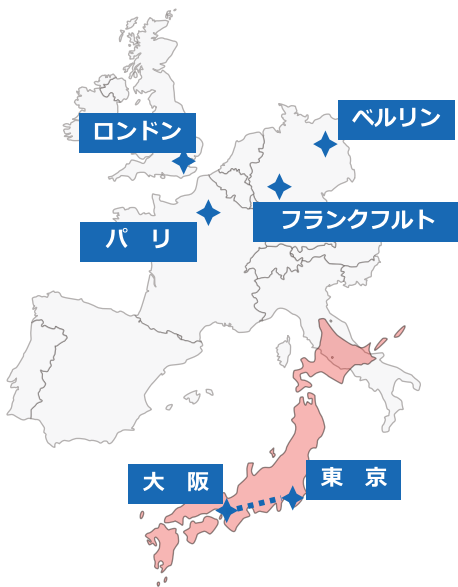 ベルリン
ロンドン
フランクフルト
パ リ
大 阪
東 京